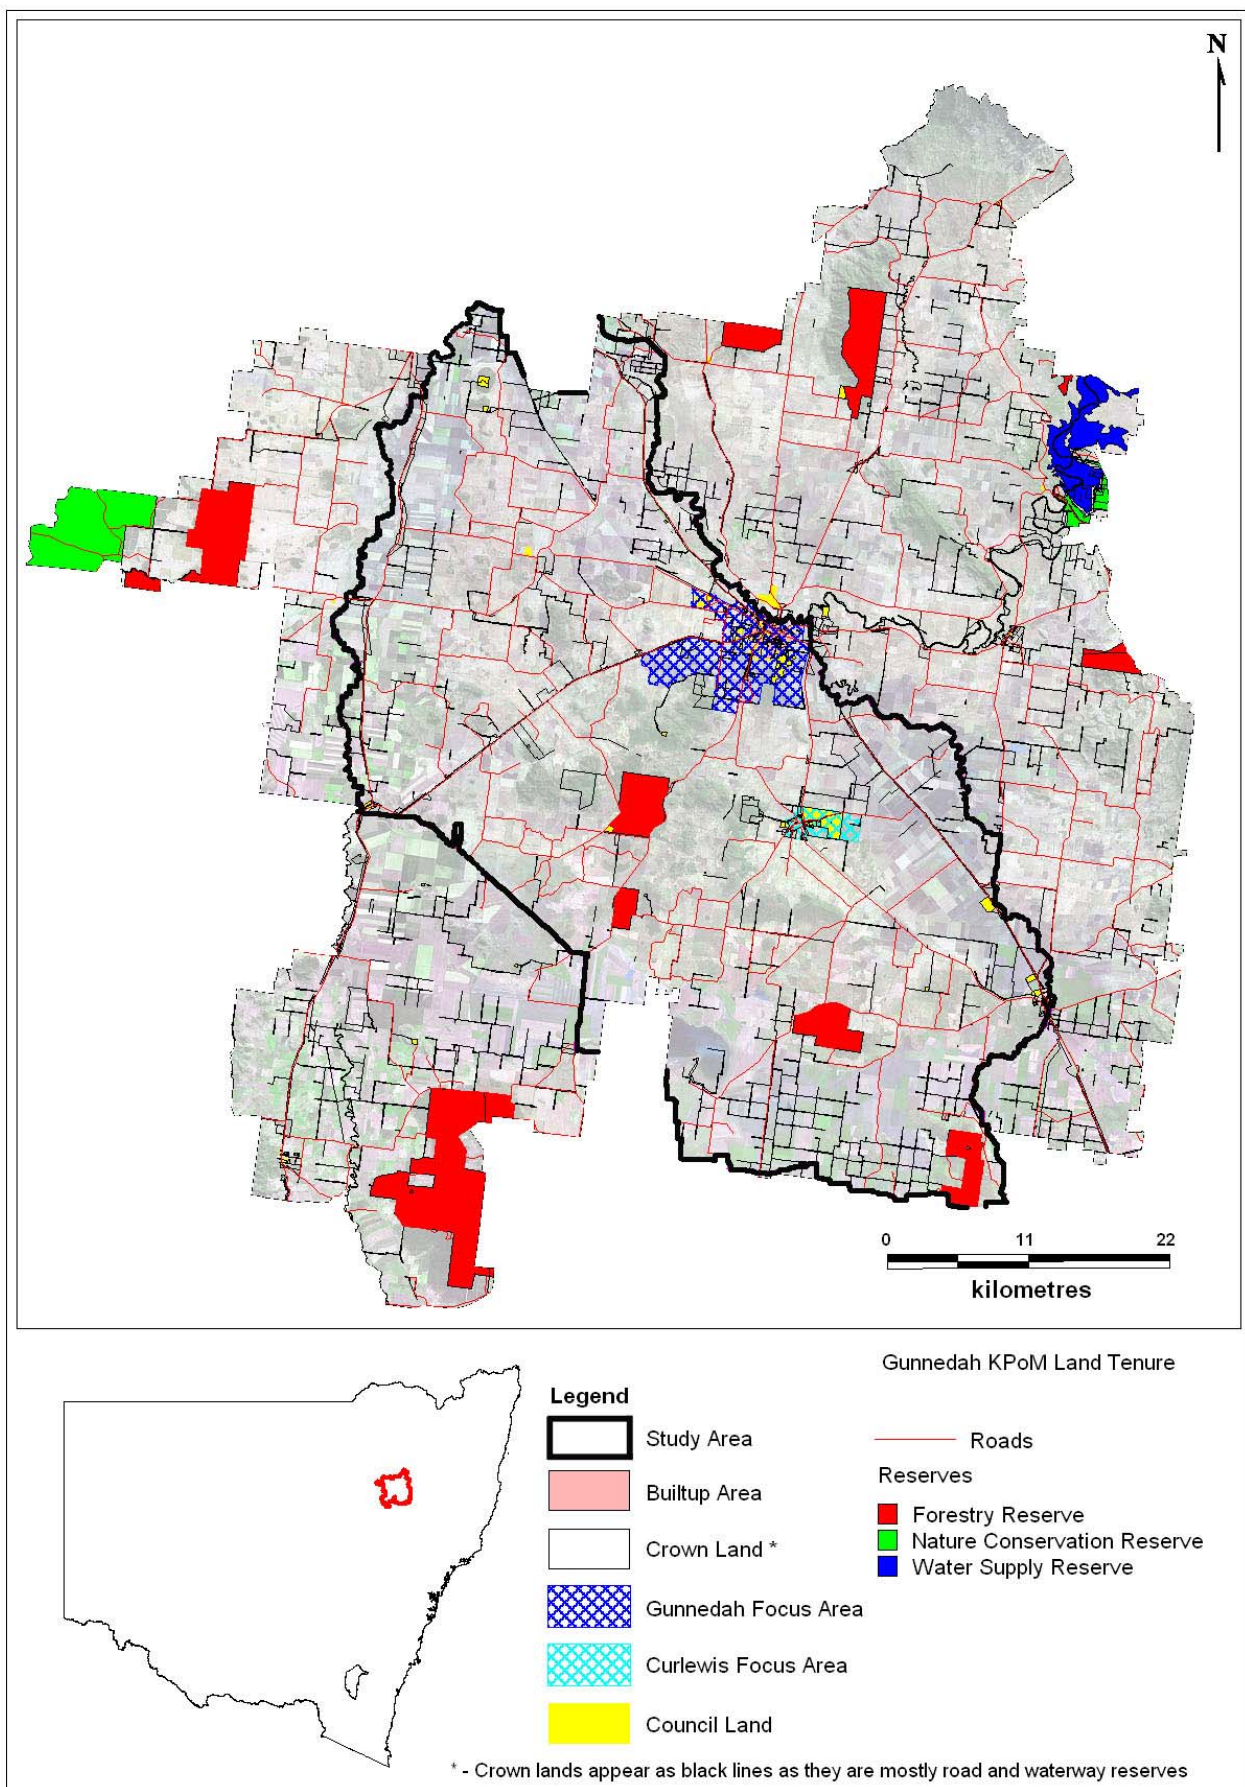 N
0 11 22
kilometres
Gunnedah KPoM Land Tenure
Legend
Study Area
Builtup Area
Crown Land *
Gunnedah Focus Area
Curlewis Focus Area
Council Land
Roads
Reserves
Forestry Reserve
Nature Conservation Reserve
Water Supply Reserve
* - Crown lands appear as black lines as they are mostly road and waterway reserves